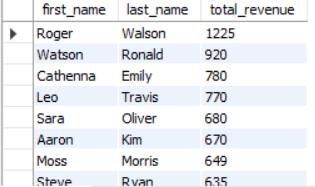 first_name last_name total_revenue
Roger Walson 1225
Watson Ronald 920
Cathenna Emily 780
Leo Travis 770
Sara Oliver 680
Aaron Kim 670
Moss Morris 649
Steve Ryan 635